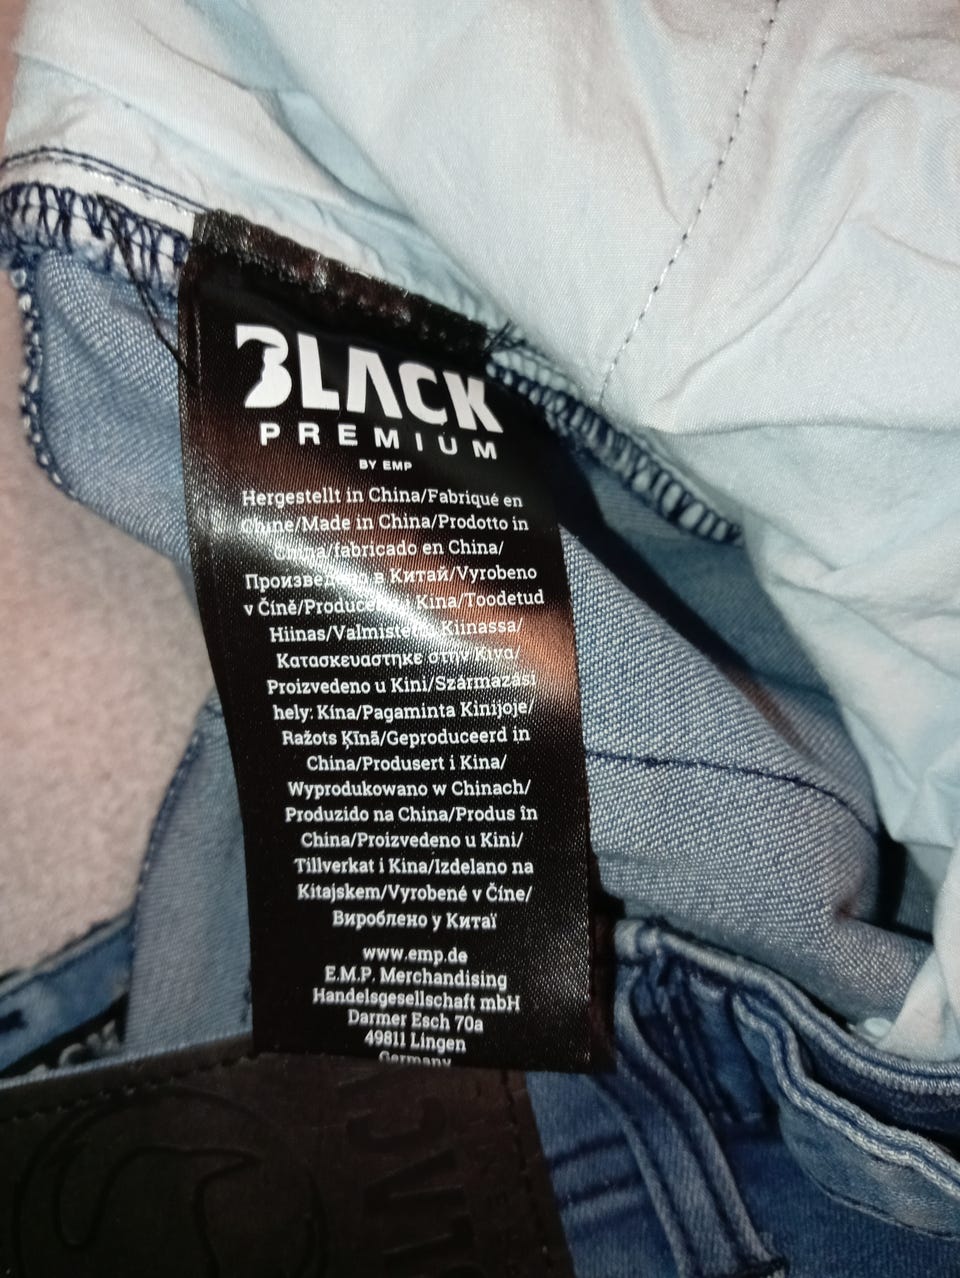 BLACK
PREMIUM
BY EMP
Hergestellt in China/Fabriqué en
Chine/Made in China/Prodotto in
China/fabricado en China/
Произведено в Китай/Vyrobeno
v Číně/Produceret i Kina/Toodetud
Hiinas/Valmistettu Kiinassa/
Κατασκευαστηκε στην Κινα/
Proizvedeno u Kini/Származási
hely: Kína/Pagaminta Kinijoje/
Ražots Ķīnā/Geproduceerd in
China/Produsert i Kina/
Wyprodukowano w Chinach/
Produzido na China/Produs în
China/Proizvedeno u Kini/
Tillverkat i Kina/Izdelano na
Kitajskem/Vyrobené v Číne/
Вироблено у Китаї
www.emp.de
E.M.P. Merchandising
Handelsgesellschaft mbH
Darmer Esch 70a
49811 Lingen
Germany